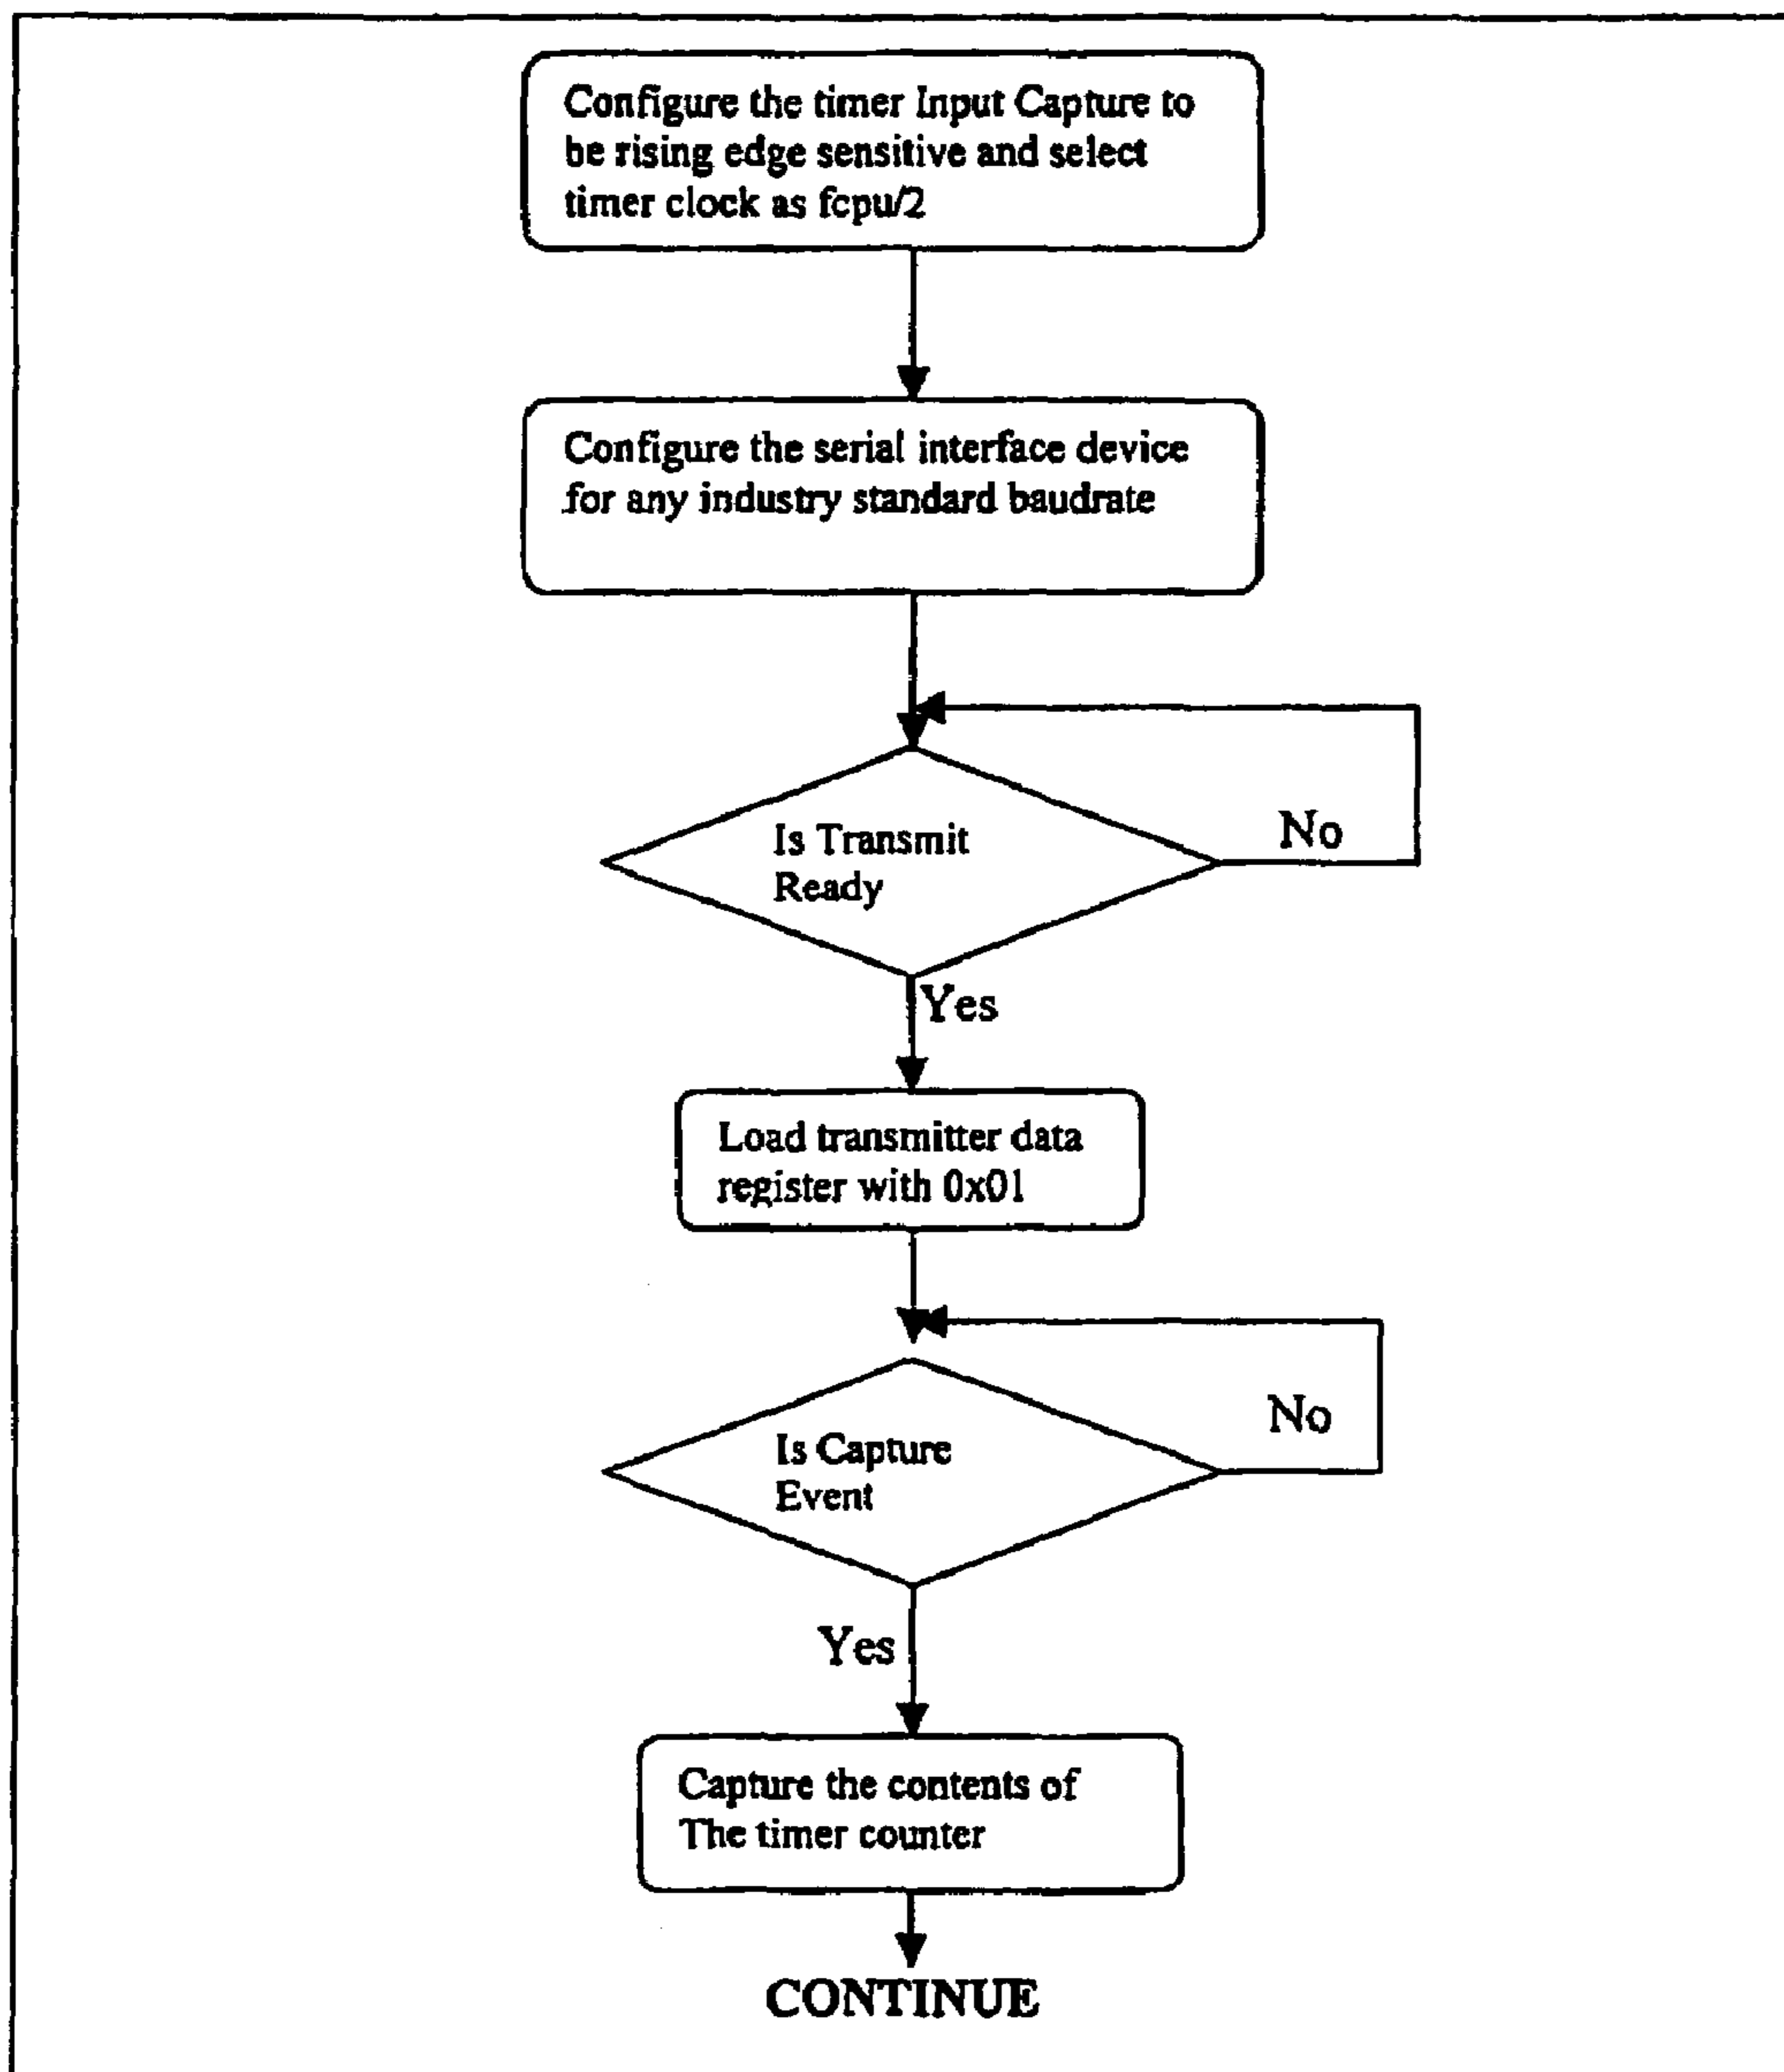 Configure the timer Input Capture to
be rising edge sensitive and select
timer clock as fcpu/2
Configure the serial interface device
for any industry standard baudrate
Is Transmit
Ready
No
Yes
Load transmitter data
register with 0x01
Is Capture
Event
No
Yes
Capture the contents of
The timer counter
CONTINUE